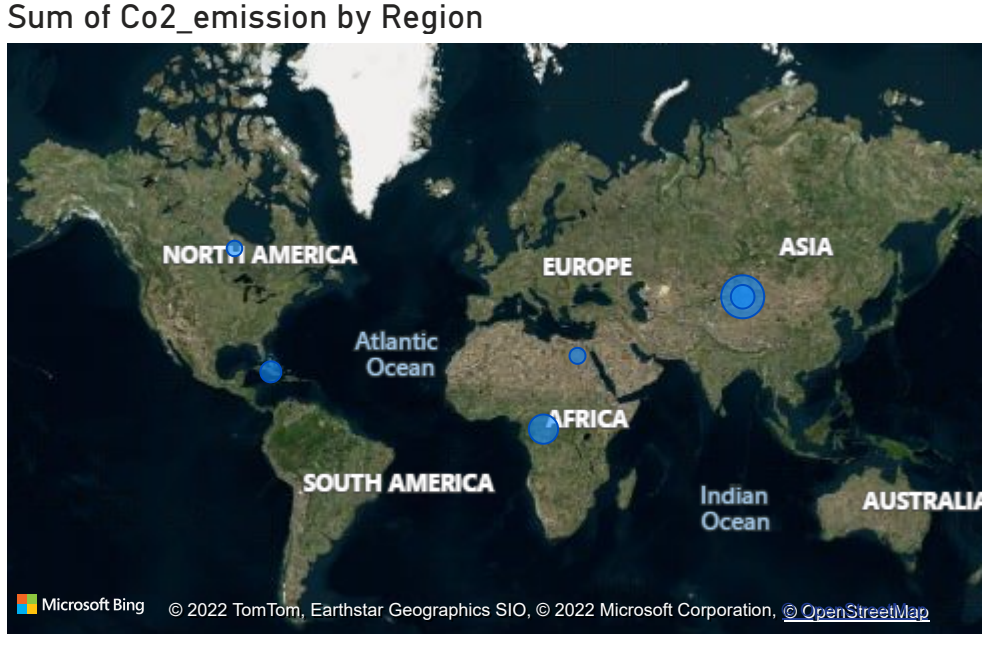 Sum of Co2_emission by Region
NORTH AMERICA
ASIA
EUROPE
Atlantic
Ocean
AFRICA
SOUTH AMERICA
Indian
Ocean
AUSTRALIA
Microsoft Bing
© 2022 TomTom, Earthstar Geographics SIO, © 2022 Microsoft Corporation, © OpenStreetMap